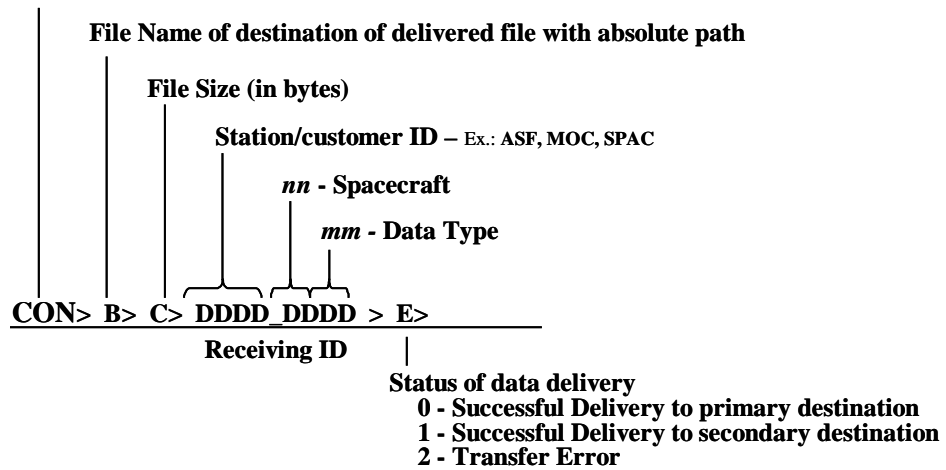 File Name of destination of delivered file with absolute path
File Size (in bytes)
Station/customer ID – Ex.: ASF, MOC, SPAC
nn - Spacecraft
mm - Data Type
CON> B> C> DDDD_DDDD > E>
Receiving ID
Status of data delivery
0 - Successful Delivery to primary destination
1 - Successful Delivery to secondary destination
2 - Transfer Error